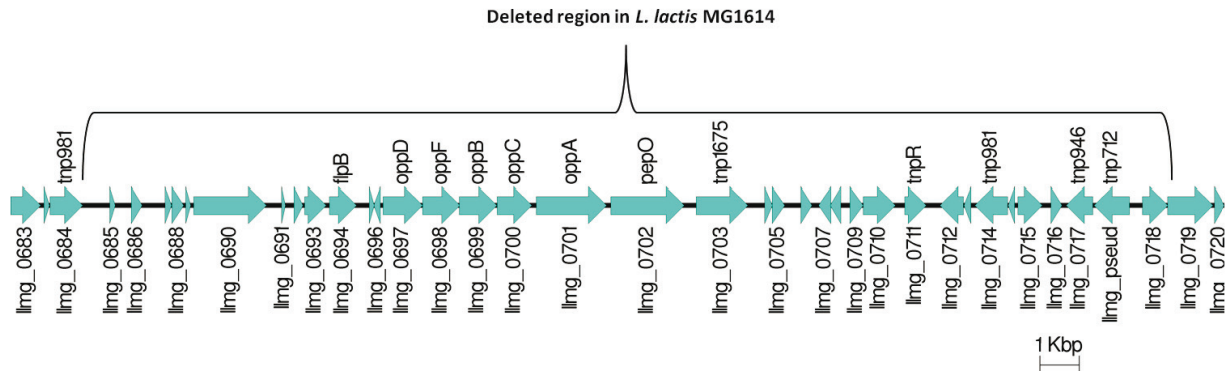 Deleted region in L. lactis MG1614
tnp981
flpB
oppD
oppF
oppB
oppC
oppA
pepO
tnp1675
tnpR
tnp981
tnp946
tnp712
llmg_0683
llmg_0684
llmg_0685
llmg_0686
llmg_0688
llmg_0690
llmg_0691
llmg_0693
llmg_0694
llmg_0696
llmg_0697
llmg_0698
llmg_0699
llmg_0700
llmg_0701
llmg_0702
llmg_0703
llmg_0705
llmg_0707
llmg_0709
llmg_0710
llmg_0711
llmg_0712
llmg_0714
llmg_0715
llmg_0716
llmg_0717
llmg_pseud
llmg_0718
llmg_0719
llmg_0720
1 Kbp